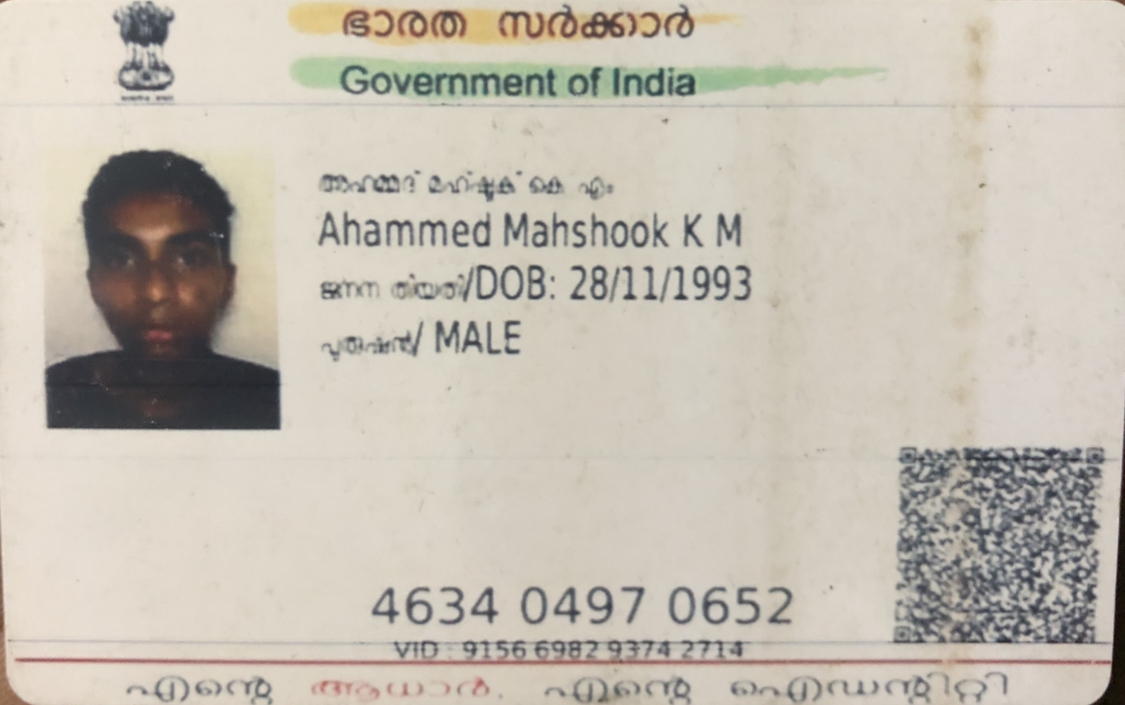 ഭാരത സർക്കാർ
Government of India
അഹമ്മദ് മഹ്ഷൂക് കെ എം
Ahammed Mahshook K M
ജനന തിയതി/DOB: 28/11/1993
പുരുഷൻ/ MALE
4634 0497 0652
VID : 9156 6982 9374 2714
എന്റെ ആധാർ, എന്റെ ഐഡന്റിറ്റി